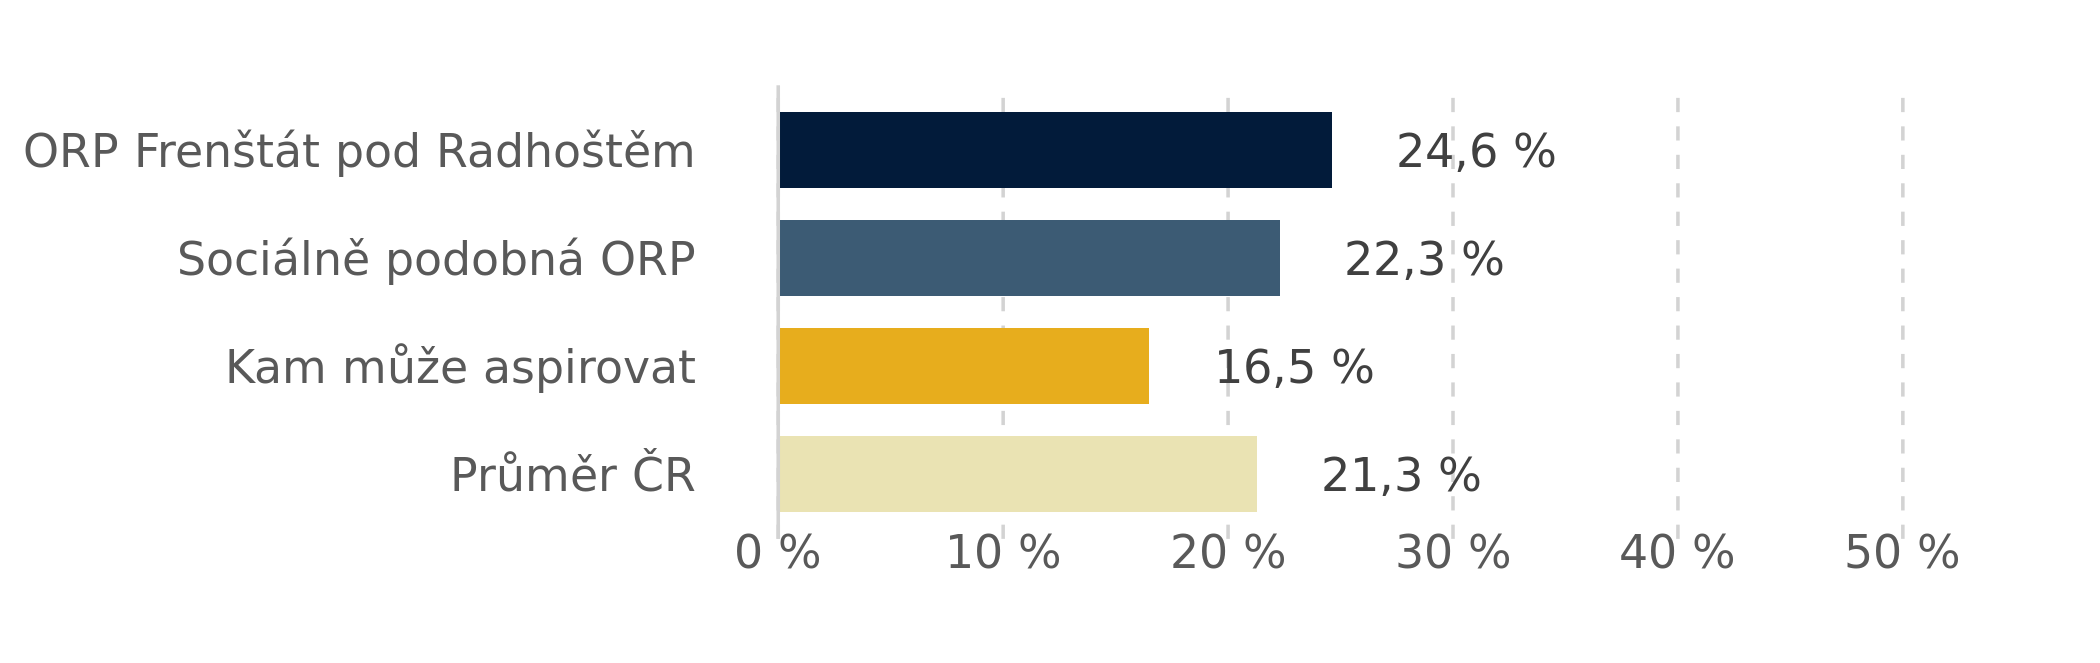 ORP Frenštát pod Radhoštěm 24,6 %
Sociálně podobná ORP 22,3 %
Kam může aspirovat 16,5 %
Průměr ČR 21,3 %
0 % 10 % 20 % 30 % 40 % 50 %